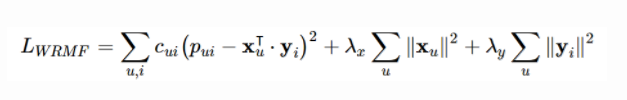 L_{WRMF} = \sum_{u,i} c_{ui} (p_{ui} - \mathbf{x}_u^{\intercal} \cdot \mathbf{y}_i)^2 + \lambda_x \sum_u \|\mathbf{x}_u\|^2 + \lambda_y \sum_u \|\mathbf{y}_i\|^2